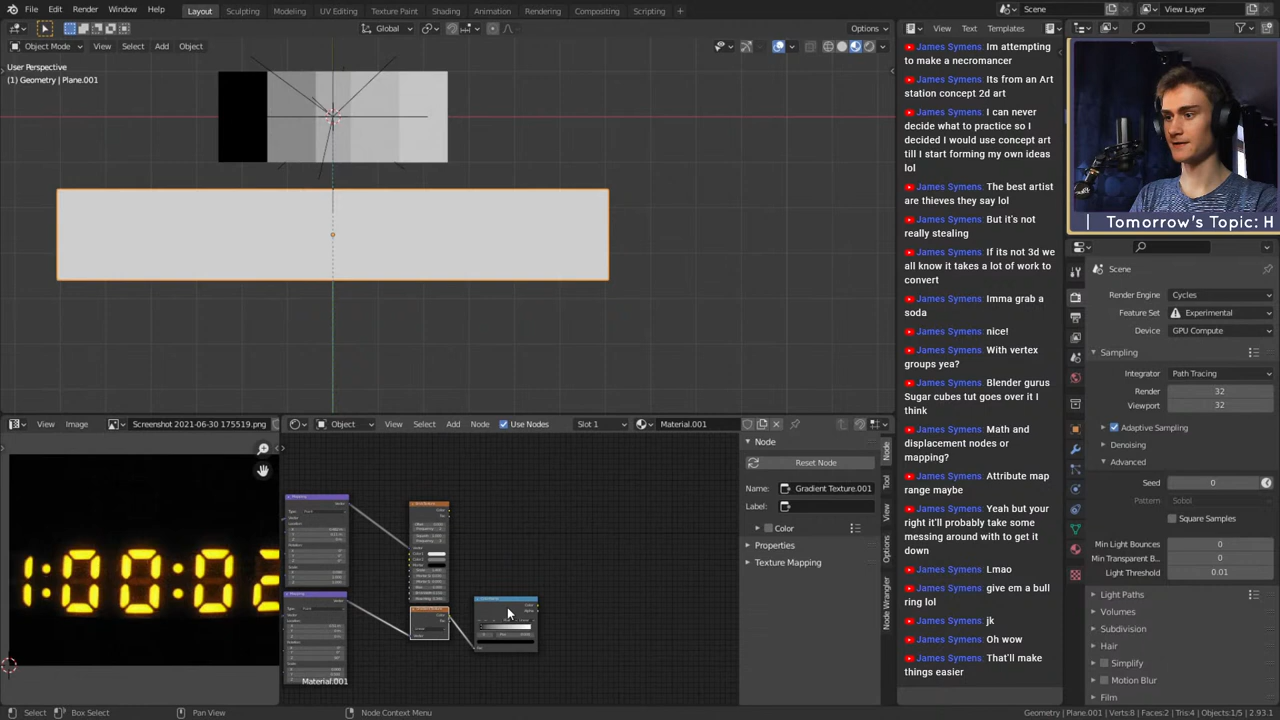 File Edit Render Window Help Layout Sculpting Modeling UV Editing Texture Paint Shading Animation Rendering Compositing Scripting + Scene View Layer
Global Options View Text Templates
Object Mode View Select Add Object
User Perspective
(1) Geometry | Plane.001
James Symens Im attempting
to make a necromancer
James Symens Its from an Art
station concept 2d art
James Symens I can never
decide what to practice so I
decided I would use concept art
till I start forming my own ideas
lol
James Symens The best artist
are thieves they say lol
James Symens But it's not
really stealing
James Symens If its not 3d we
all know it takes a lot of work to
convert
James Symens Imma grab a
soda
James Symens nice!
James Symens With vertex
groups yea?
James Symens Blender gurus
Sugar cubes tut goes over it I
think
James Symens Math and
displacement nodes or
mapping?
James Symens Attribute map
range maybe
James Symens Yeah but your
right it'll probably take some
messing around with to get it
down
James Symens Lmao
James Symens give em a bull
ring lol
James Symens jk
James Symens Oh wow
James Symens That'll make
things easier
| Tomorrow's Topic: H
Scene
Render Engine Cycles
Feature Set Experimental
Device GPU Compute
Sampling
Integrator Path Tracing
Render 32
Viewport 32
Adaptive Sampling
Denoising
Advanced
Seed 0
Pattern Sobol
Square Samples
Min Light Bounces 0
Min Transparent B.. 0
Light Threshold 0.01
Light Paths
Volumes
Subdivision
Hair
Simplify
Motion Blur
Film
View Image Screenshot 2021-06-30 175519.png
Object View Select Add Node Use Nodes Slot 1 Material.001
Node
Reset Node
Name: Gradient Texture.001
Label:
Color
Properties
Texture Mapping
Node
Tool
View
Options
Node Wrangler
Material.001
Select Box Select Pan View Node Context Menu Geometry | Plane.001 | Verts:8 | Faces:2 | Tris:4 | Objects:1/5 | 2.93.1